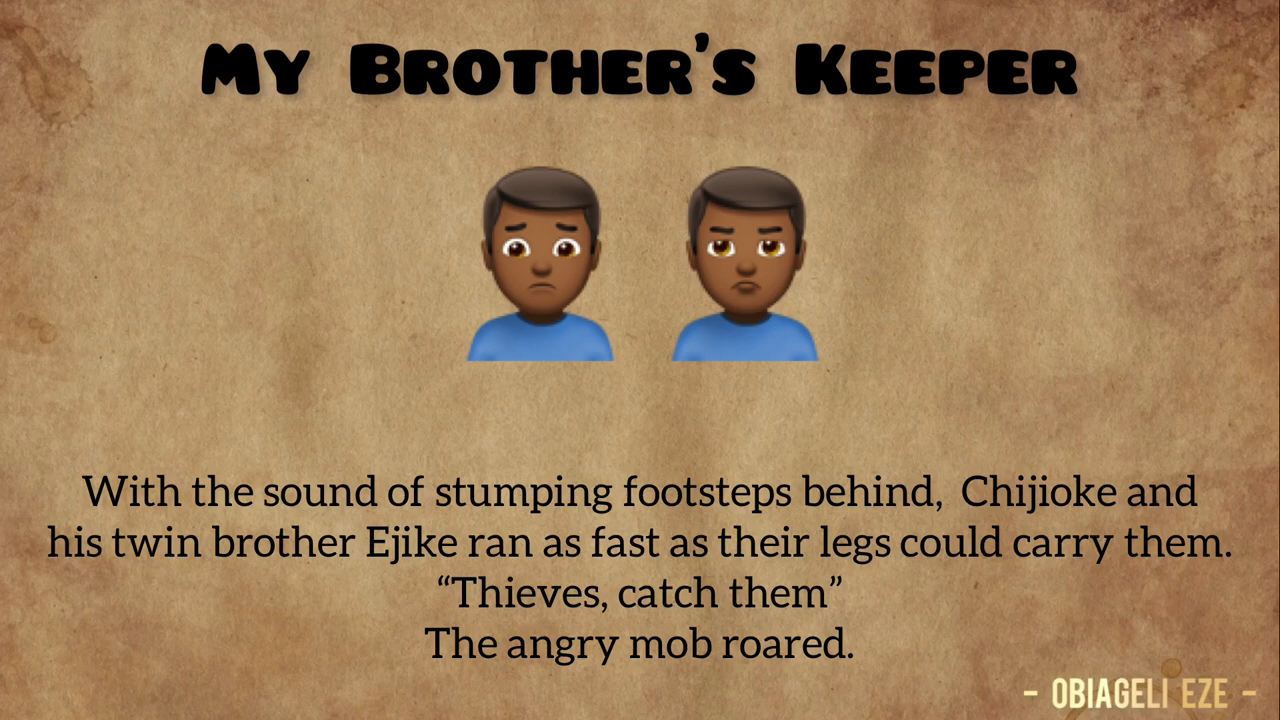 My Brother’s Keeper
With the sound of stumping footsteps behind, Chijioke and
his twin brother Ejike ran as fast as their legs could carry them.
“Thieves, catch them”
The angry mob roared.
- OBIAGELI EZE -